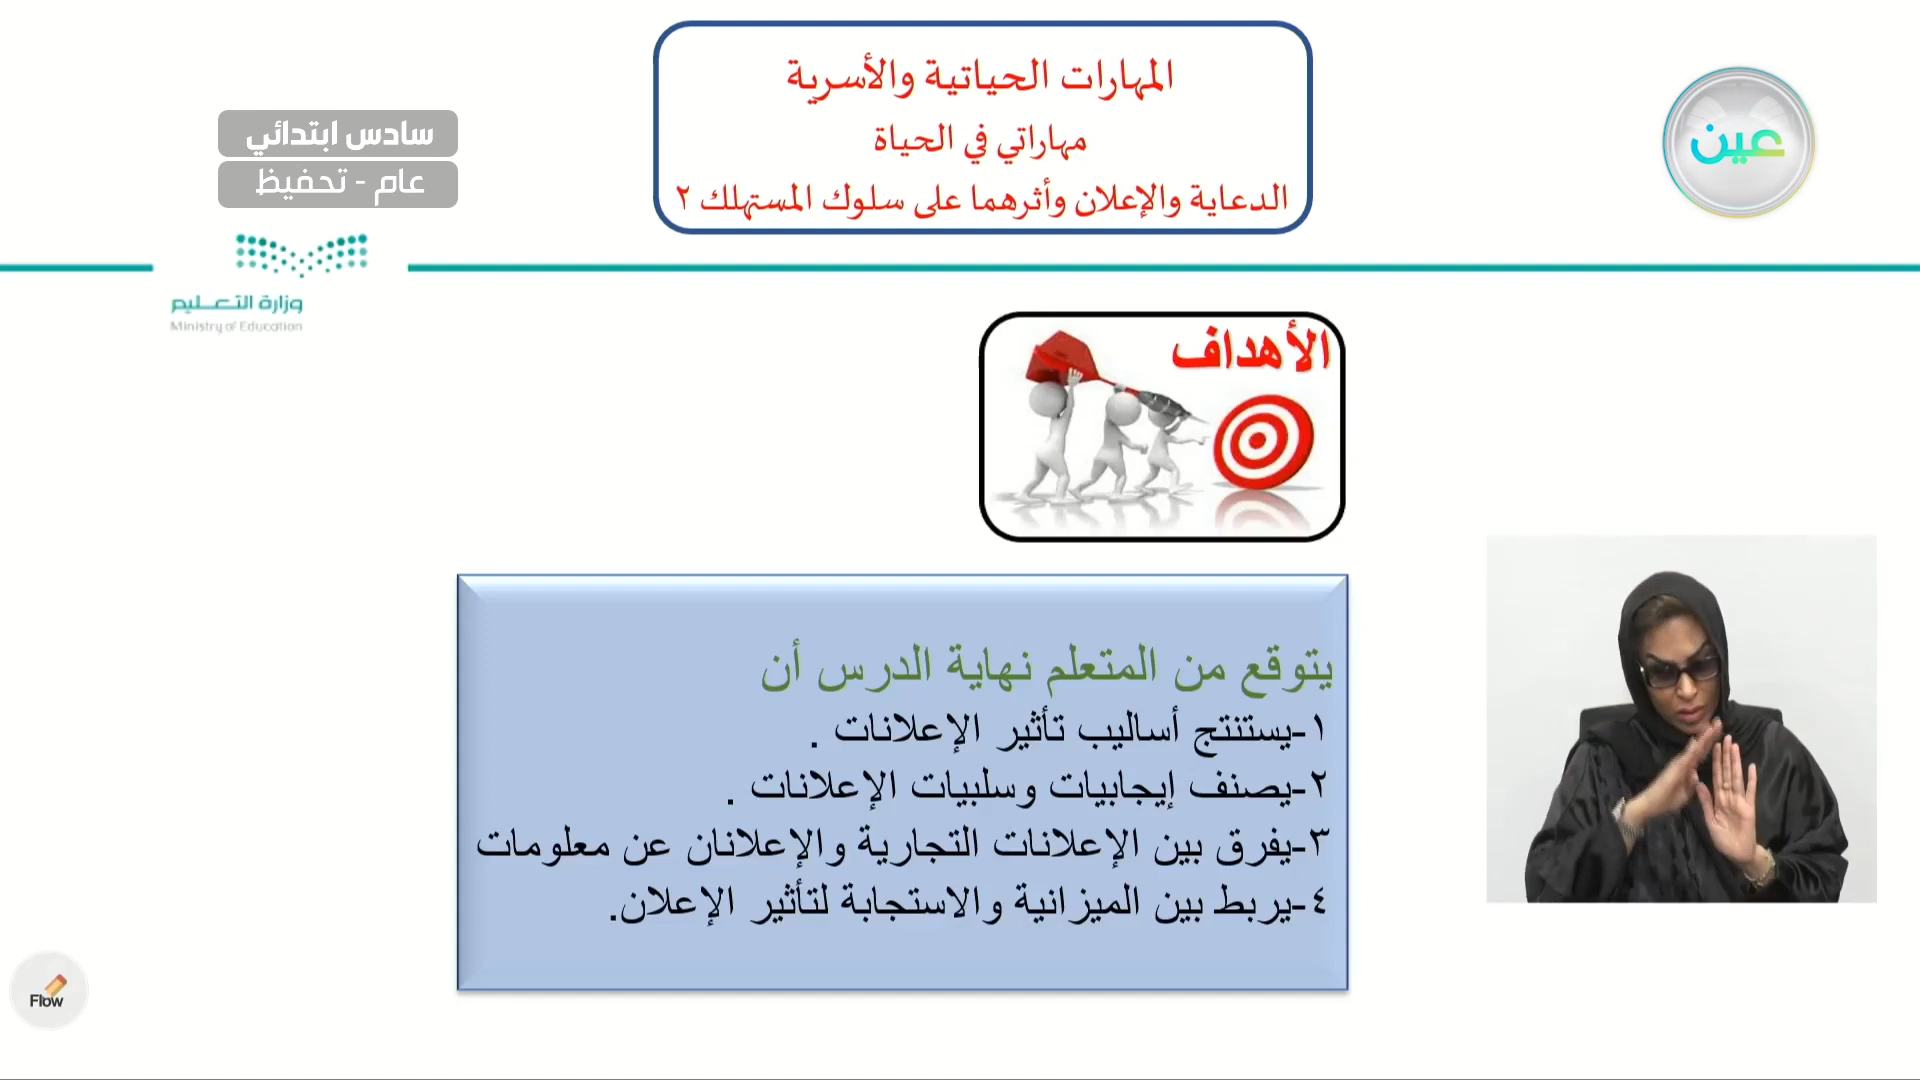 المهارات الحياتية والأسرية
مهاراتي في الحياة
الدعاية والإعلان وأثرهما على سلوك المستهلك ٢
عين
سادس ابتدائي
عام - تحفيظ
وزارة التعليم
Ministry of Education
الأهداف
يتوقع من المتعلم نهاية الدرس أن
١-يستنتج أساليب تأثير الإعلانات .
٢-يصنف إيجابيات وسلبيات الإعلانات .
٣-يفرق بين الإعلانات التجارية والإعلانان عن معلومات
٤-يربط بين الميزانية والاستجابة لتأثير الإعلان.
Flow